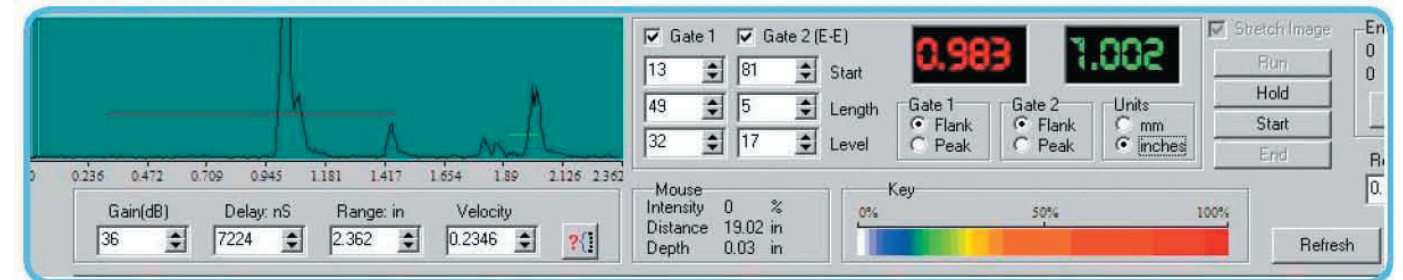 0.236 0.472 0.709 0.945 1.181 1.417 1.654 1.89 2.126 2.362
Gain(dB) Delay: nS Range: in Velocity
36 7224 2.362 0.2346 ?{
Gate 1 Gate 2 (E-E)
13 81 Start
49 5 Length
32 17 Level
0.983 1.002
Gate 1 Gate 2 Units
Flank Flank mm
Peak Peak inches
Mouse
Intensity 0 %
Distance 19.02 in
Depth 0.03 in
Key
0% 50% 100%
Stretch Image
Run
Hold
Start
End
Refresh
En
0
0
0.